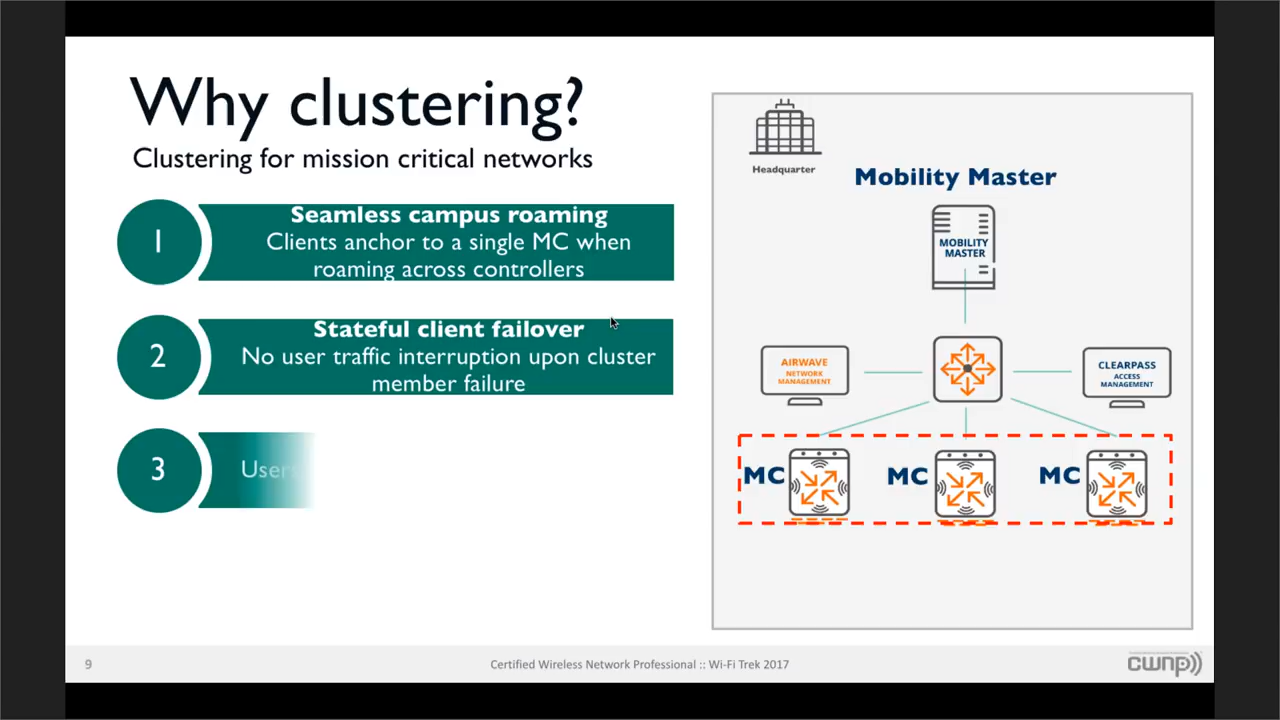 Why clustering?
Clustering for mission critical networks
1
Seamless campus roaming
Clients anchor to a single MC when
roaming across controllers
2
Stateful client failover
No user traffic interruption upon cluster
member failure
3
Users
Headquarter
Mobility Master
MOBILITY
MASTER
AIRWAVE
NETWORK
MANAGEMENT
CLEARPASS
ACCESS
MANAGEMENT
MC
MC
MC
9
Certified Wireless Network Professional :: Wi-Fi Trek 2017
cwnp